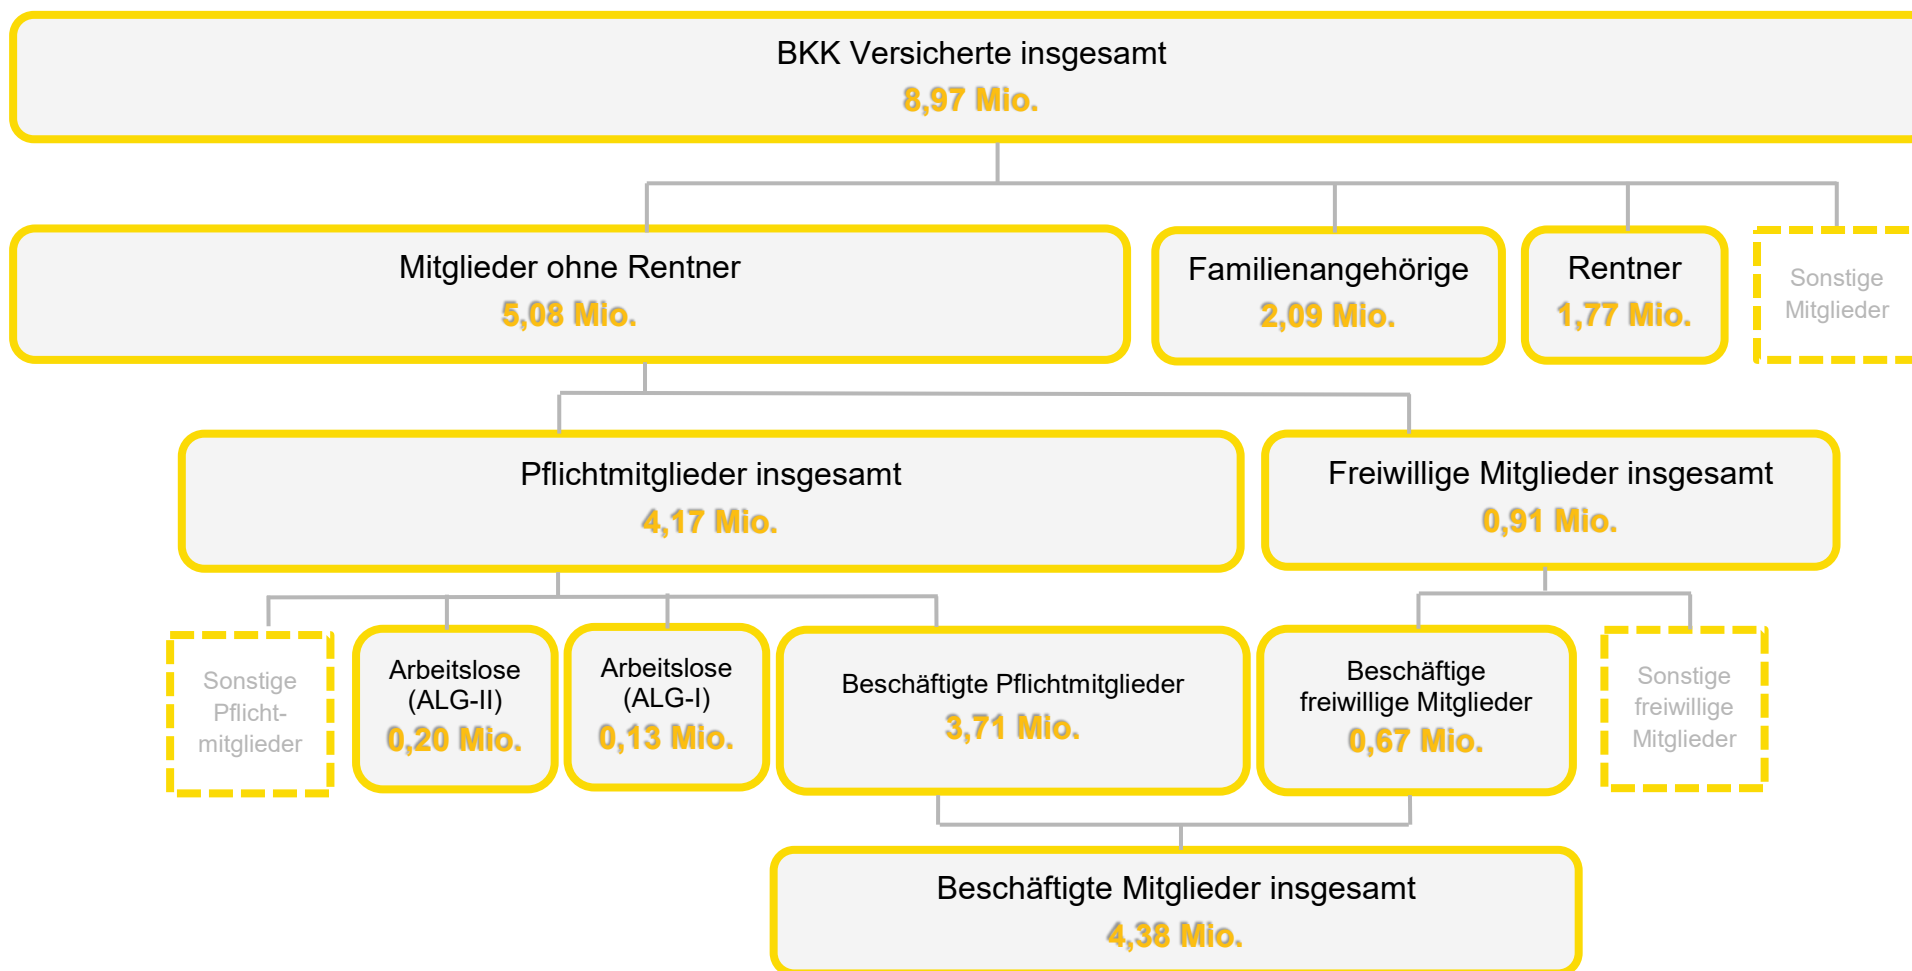 BKK Versicherte insgesamt
8,97 Mio.
Mitglieder ohne Rentner
5,08 Mio.
Familienangehörige
2,09 Mio.
Rentner
1,77 Mio.
Sonstige
Mitglieder
Pflichtmitglieder insgesamt
4,17 Mio.
Freiwillige Mitglieder insgesamt
0,91 Mio.
Sonstige
Pflicht-
mitglieder
Arbeitslose
(ALG-II)
0,20 Mio.
Arbeitslose
(ALG-I)
0,13 Mio.
Beschäftigte Pflichtmitglieder
3,71 Mio.
Beschäftige
freiwillige Mitglieder
0,67 Mio.
Sonstige
freiwillige
Mitglieder
Beschäftigte Mitglieder insgesamt
4,38 Mio.